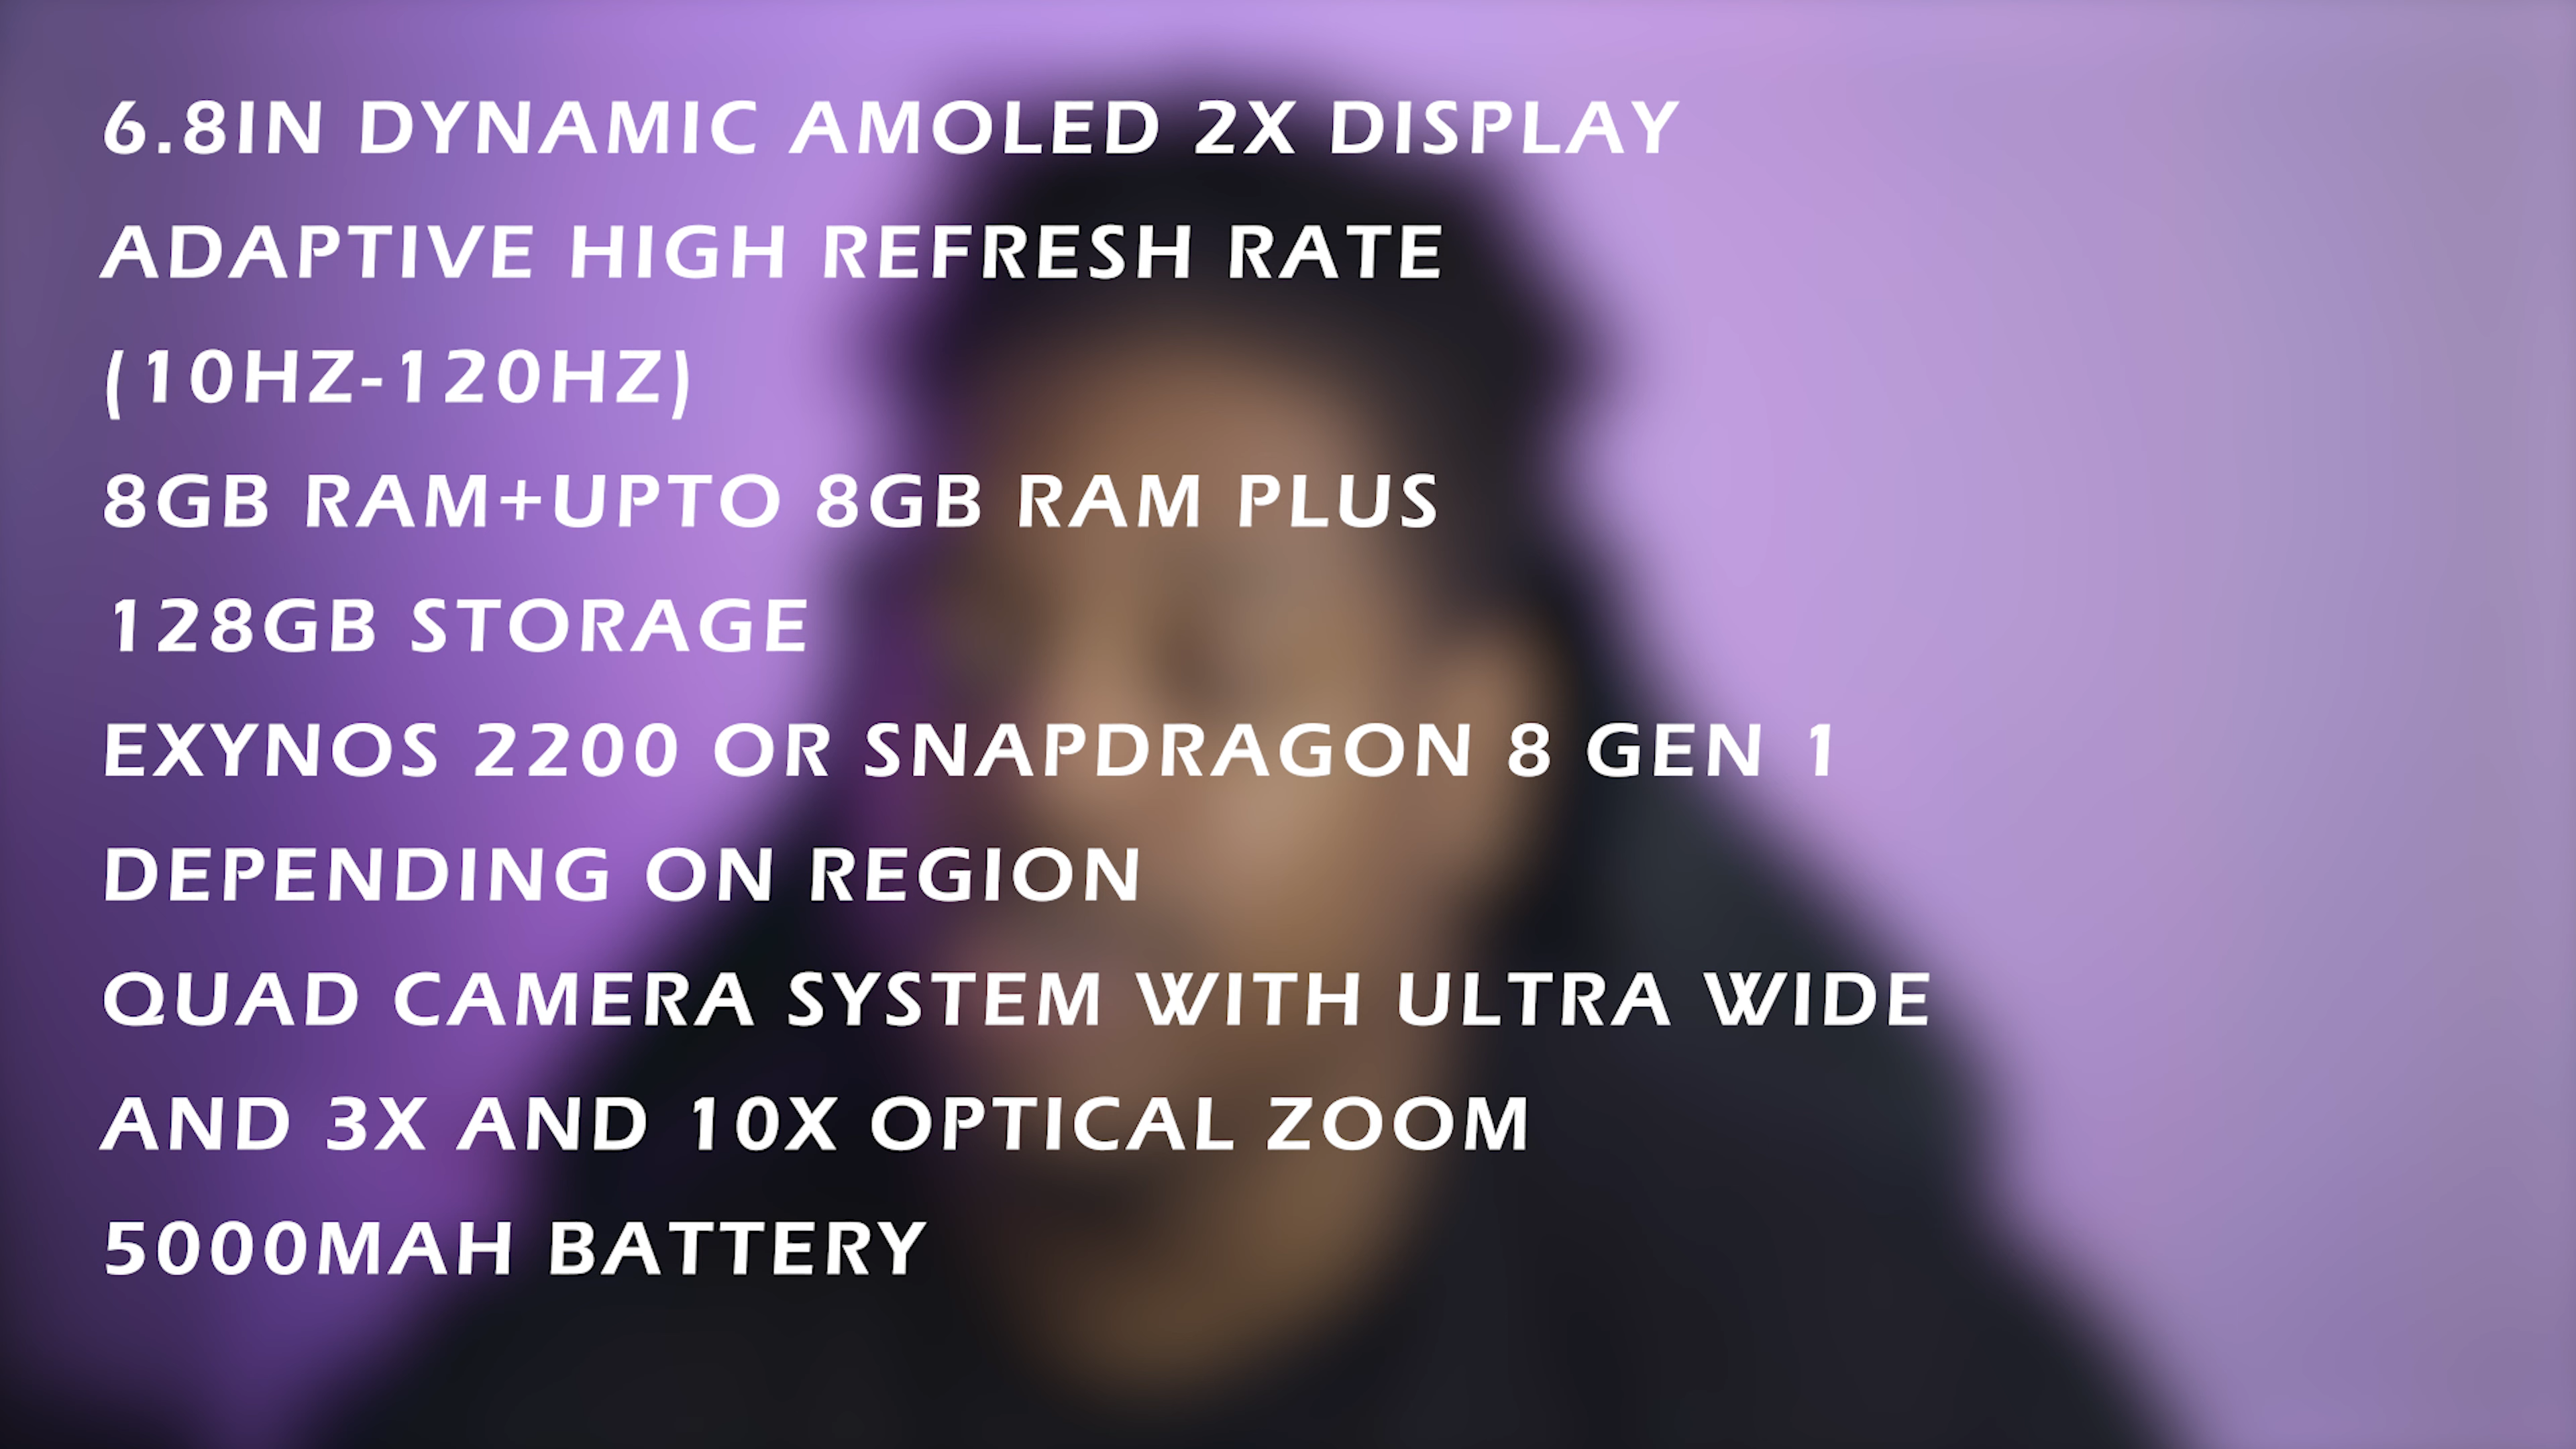 6.8IN DYNAMIC AMOLED 2X DISPLAY
ADAPTIVE HIGH REFRESH RATE
(10HZ-120HZ)
8GB RAM+UPTO 8GB RAM PLUS
128GB STORAGE
EXYNOS 2200 OR SNAPDRAGON 8 GEN 1
DEPENDING ON REGION
QUAD CAMERA SYSTEM WITH ULTRA WIDE
AND 3X AND 10X OPTICAL ZOOM
5000MAH BATTERY